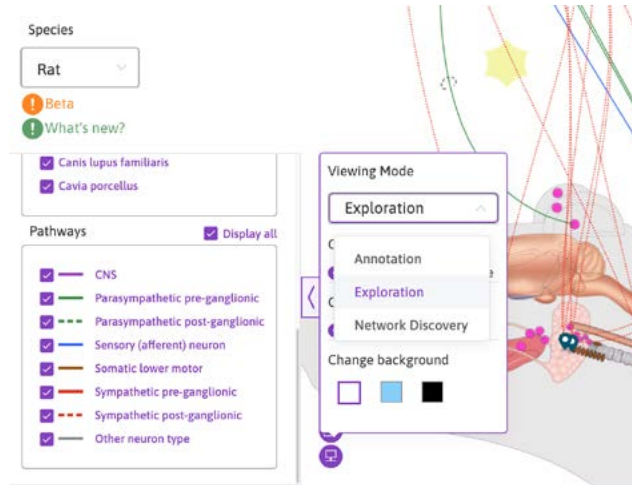 Species
Rat
Beta
What's new?
Canis lupus familiaris
Cavia porcellus
Pathways
Display all
CNS
Parasympathetic pre-ganglionic
Parasympathetic post-ganglionic
Sensory (afferent) neuron
Somatic lower motor
Sympathetic pre-ganglionic
Sympathetic post-ganglionic
Other neuron type
Viewing Mode
Exploration
Annotation
Exploration
Network Discovery
Change background